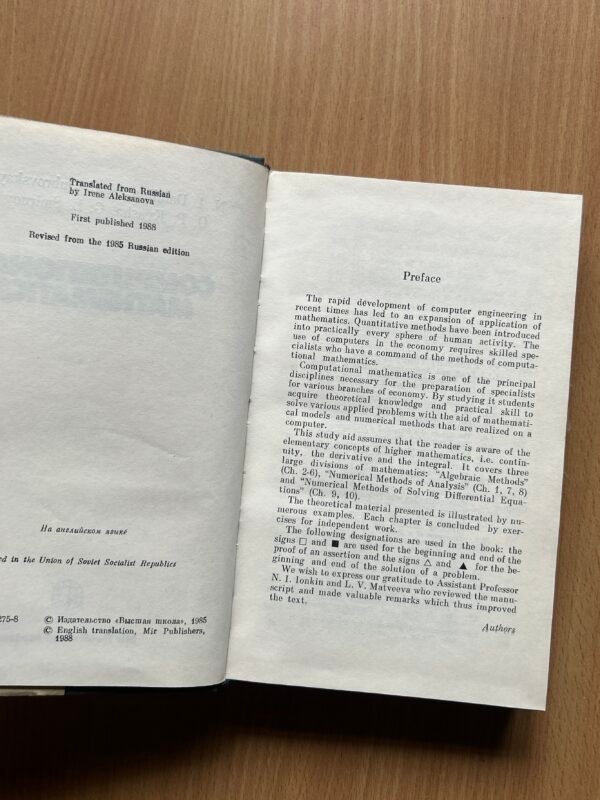 Translated from Russian
by Irene Aleksanova
First published 1988
Revised from the 1985 Russian edition
На английском языке
in the Union of Soviet Socialist Republics
275-8
© Издательство «Высшая школа», 1985
© English translation, Mir Publishers,
1988
Preface
The rapid development of computer engineering in
recent times has led to an expansion of application of
mathematics. Quantitative methods have been introduced
into practically every sphere of human activity. The
use of computers in the economy requires skilled spe-
cialists who have a command of the methods of computa-
tional mathematics.
Computational mathematics is one of the principal
disciplines necessary for the preparation of specialists
for various branches of economy. By studying it students
acquire theoretical knowledge and practical skill to
solve various applied problems with the aid of mathemati-
cal models and numerical methods that are realized on a
computer.
This study aid assumes that the reader is aware of the
elementary concepts of higher mathematics, i.e. contin-
nuity, the derivative and the integral. It covers three
large divisions of mathematics: "Algebraic Methods"
(Ch. 2-6), "Numerical Methods of Analysis" (Ch. 1, 7, 8)
and "Numerical Methods of Solving Differential Equa-
tions" (Ch. 9, 10).
The theoretical material presented is illustrated by nu-
merous examples. Each chapter is concluded by exer-
cises for independent work.
The following designations are used in the book: the
signs □ and ■ are used for the beginning and end of the
proof of an assertion and the signs △ and ▲ for the be-
ginning and end of the solution of a problem.
We wish to express our gratitude to Assistant Professor
N. I. Ionkin and L. V. Matveeva who reviewed the manu-
script and made valuable remarks which thus improved
the text.
Authors